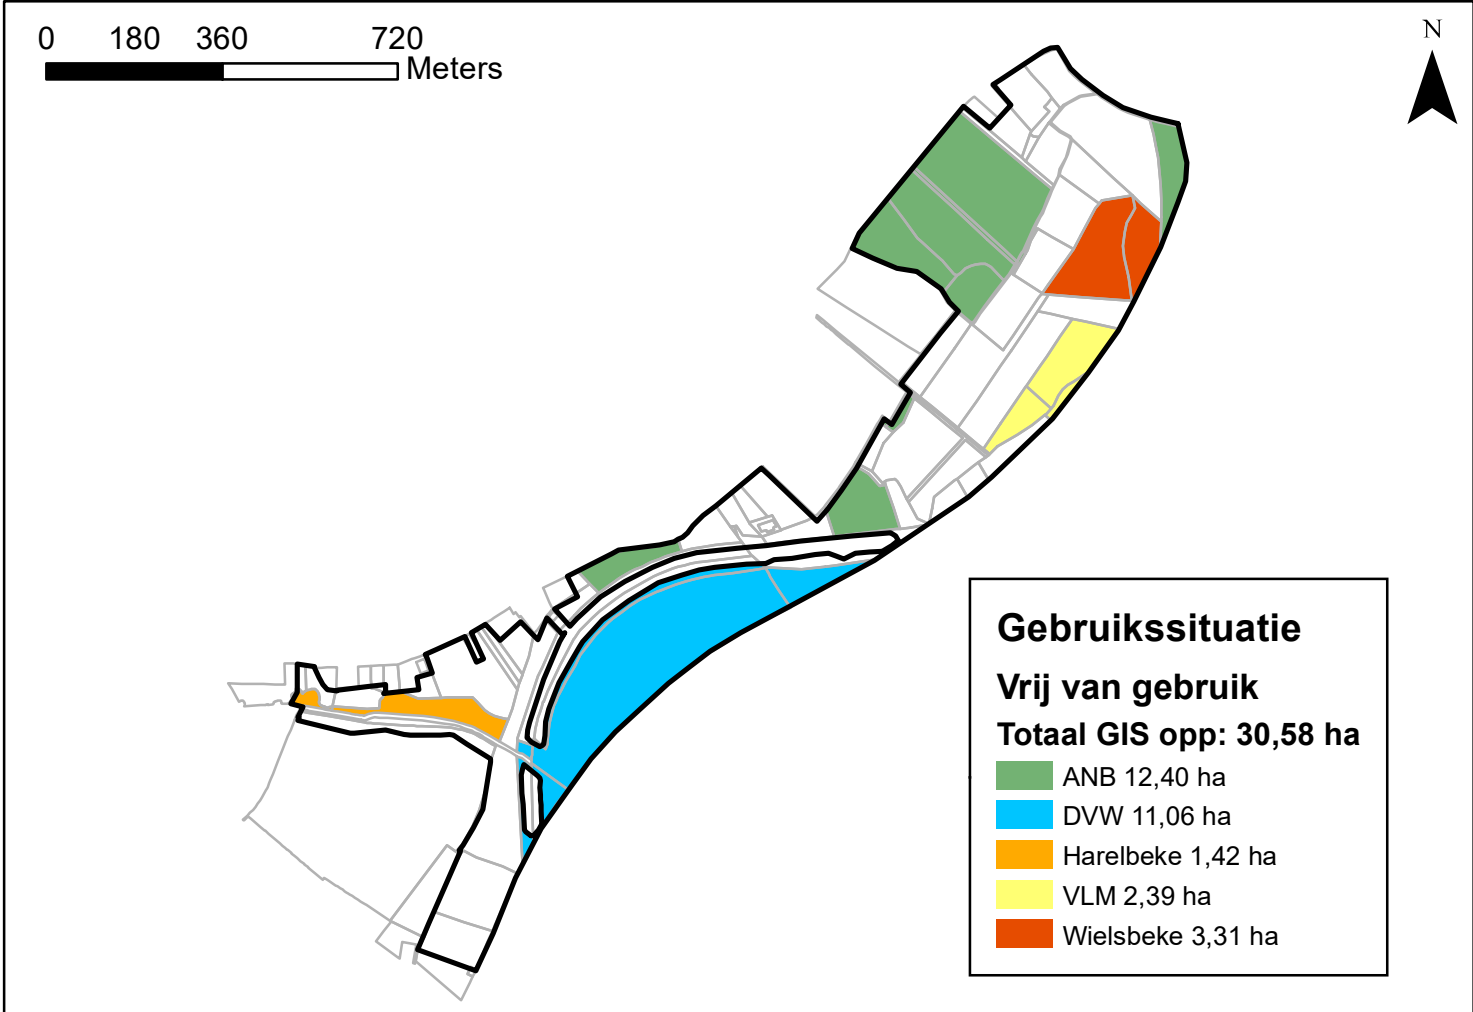 0 180 360 720
Meters
N
Gebruikssituatie
Vrij van gebruik
Totaal GIS opp: 30,58 ha
ANB 12,40 ha
DVW 11,06 ha
Harelbeke 1,42 ha
VLM 2,39 ha
Wielsbeke 3,31 ha